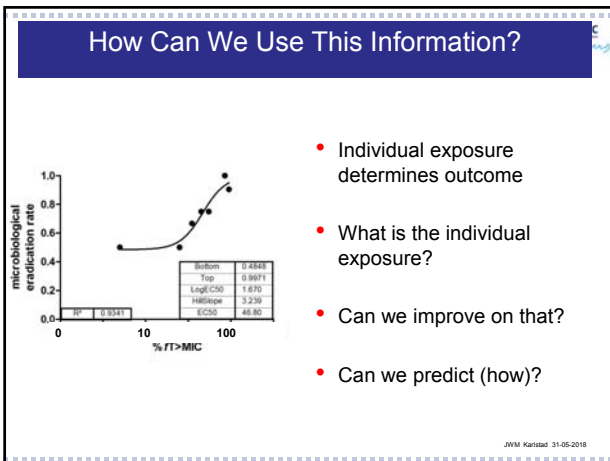 How Can We Use This Information?
• Individual exposure
determines outcome
• What is the individual
exposure?
• Can we improve on that?
• Can we predict (how)?
microbiological
eradication rate
1.0
0.8
0.6
0.4
0.2
0.0
Bottom 0.4848
Top 0.9971
LogEC50 1.670
HillSlope 3.239
EC50 46.80
R² 0.9341
0 10 100
% fT>MIC
JWM Karlstad 31-05-2018